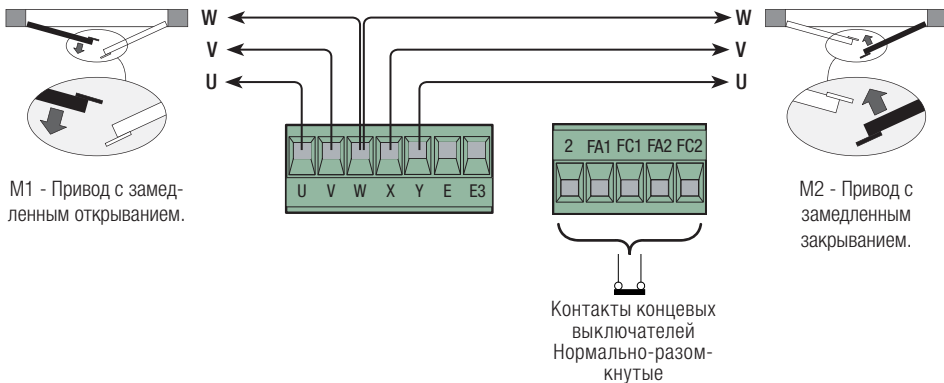 W
V
U
W
V
U
U V W X Y E E3
2 FA1 FC1 FA2 FC2
M1 - Привод с замед-
ленным открыванием.
M2 - Привод с
замедленным
закрыванием.
Контакты концевых
выключателей
Нормально-разом-
кнутые